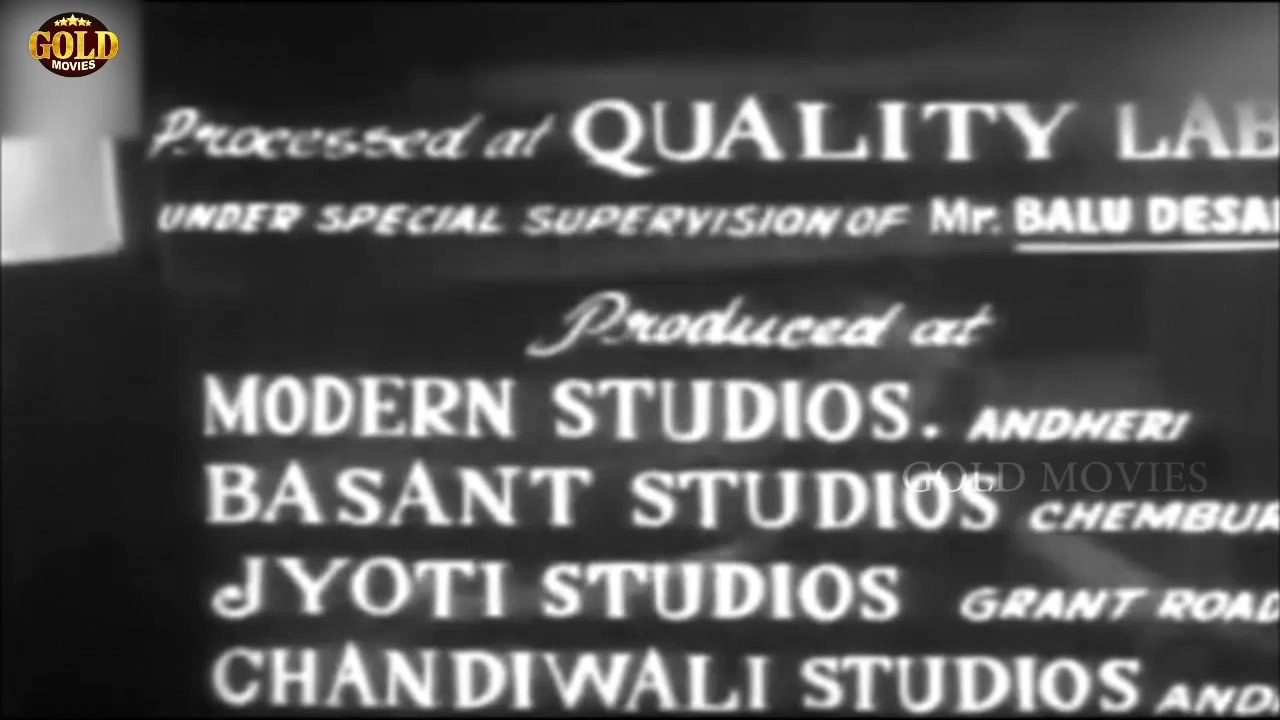 GOLD
MOVIES
Processed at QUALITY LAB
UNDER SPECIAL SUPERVISION OF Mr. BALU DESAI
Produced at
MODERN STUDIOS. ANDHERI
BASANT STUDIOS CHEMBUR
GOLD MOVIES
JYOTI STUDIOS GRANT ROAD
CHANDIWALI STUDIOS AND